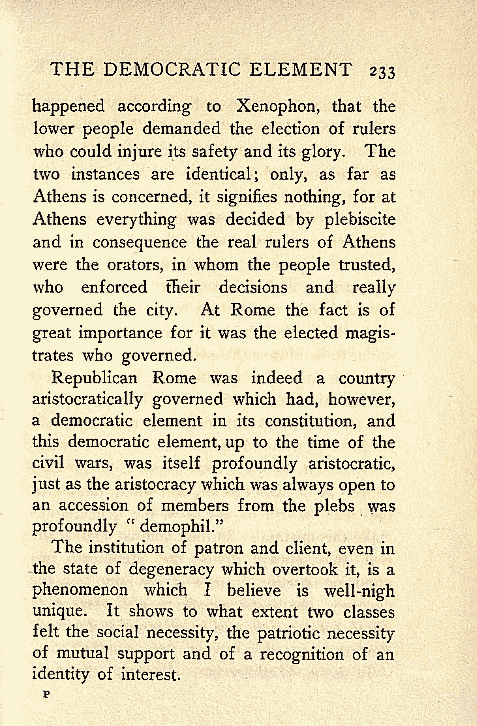 THE DEMOCRATIC ELEMENT 233
happened according to Xenophon, that the
lower people demanded the election of rulers
who could injure its safety and its glory. The
two instances are identical; only, as far as
Athens is concerned, it signifies nothing, for at
Athens everything was decided by plebiscite
and in consequence the real rulers of Athens
were the orators, in whom the people trusted,
who enforced their decisions and really
governed the city. At Rome the fact is of
great importance for it was the elected magis-
trates who governed.
Republican Rome was indeed a country
aristocratically governed which had, however,
a democratic element in its constitution, and
this democratic element, up to the time of the
civil wars, was itself profoundly aristocratic,
just as the aristocracy which was always open to
an accession of members from the plebs was
profoundly “ demophil.”
The institution of patron and client, even in
the state of degeneracy which overtook it, is a
phenomenon which I believe is well-nigh
unique. It shows to what extent two classes
felt the social necessity, the patriotic necessity
of mutual support and of a recognition of an
identity of interest.
P